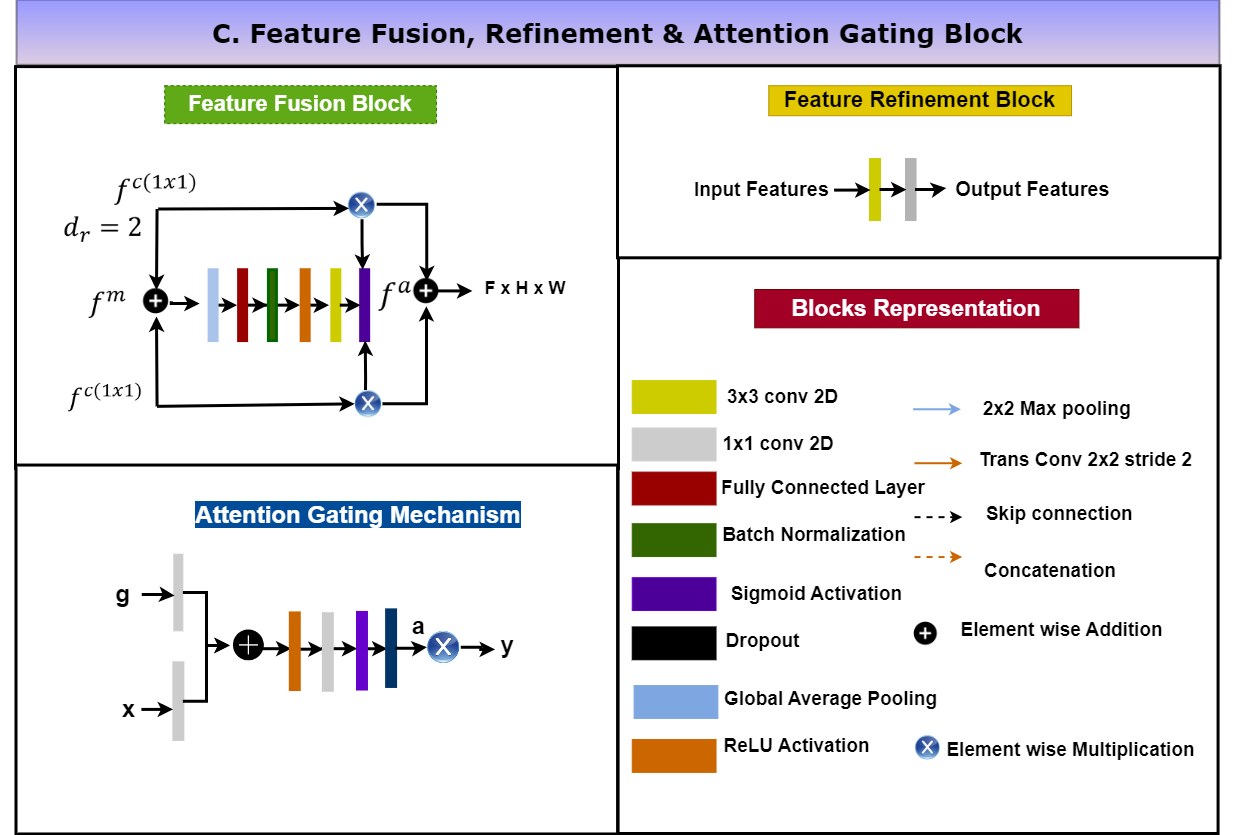 C. Feature Fusion, Refinement & Attention Gating Block
Feature Fusion Block
f^{c(1x1)}
d_r = 2
f^m
f^a
F x H x W
f^{c(1x1)}
Feature Refinement Block
Input Features
Output Features
Attention Gating Mechanism
g
x
a
y
Blocks Representation
3x3 conv 2D
1x1 conv 2D
Fully Connected Layer
Batch Normalization
Sigmoid Activation
Dropout
Global Average Pooling
ReLU Activation
2x2 Max pooling
Trans Conv 2x2 stride 2
Skip connection
Concatenation
Element wise Addition
Element wise Multiplication